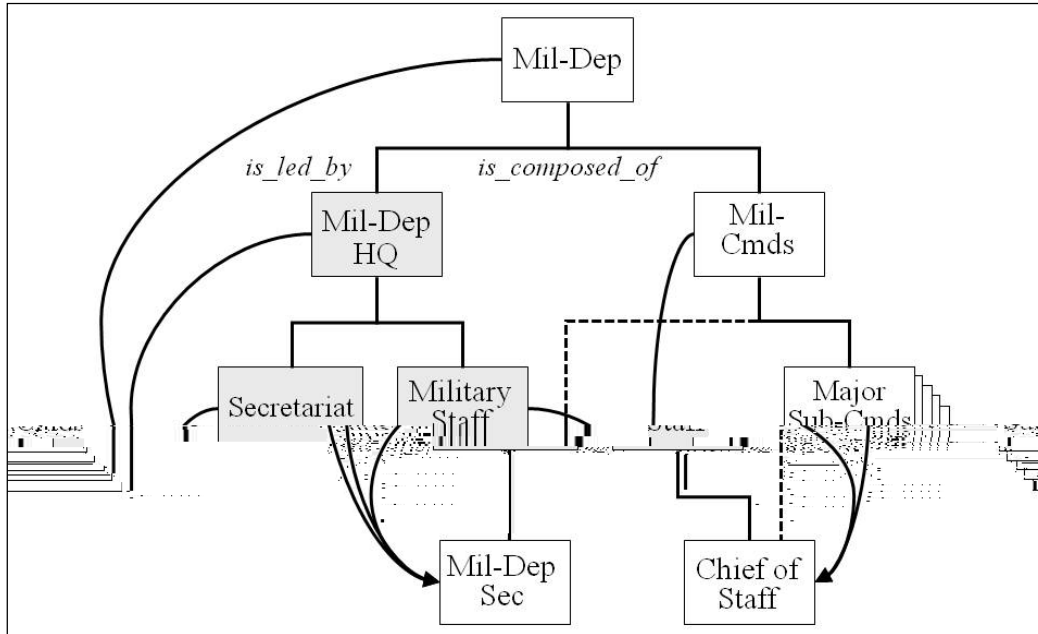 Mil-Dep
is_led_by
is_composed_of
Mil-Dep
HQ
Mil-
Cmds
Secretariat
Military
Staff
Major
Sub-Cmds
Mil-Dep
Sec
Chief of
Staff